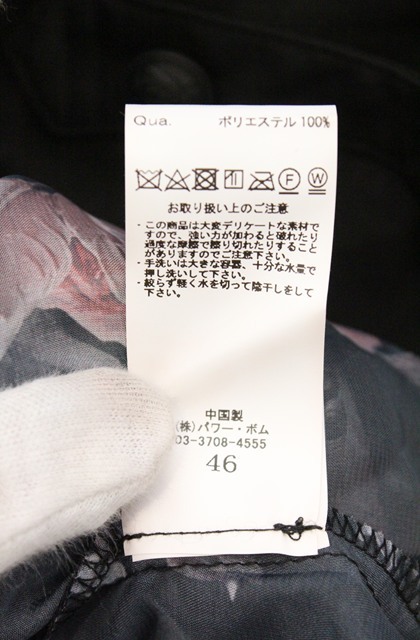 Qua. ポリエステル 100%
F W
お取り扱い上のご注意
・この商品は大変デリケートな素材で
すので、強い力が加わると破れたり
過度な摩擦で擦り切れたりすること
がありますのでご注意下さい。
・手洗いは大きな容器、十分な水量で
押し洗いして下さい。
・絞らず軽く水を切って陰干しをして
下さい。
中国製
(株)パワー・ボム
03-3708-4555
46